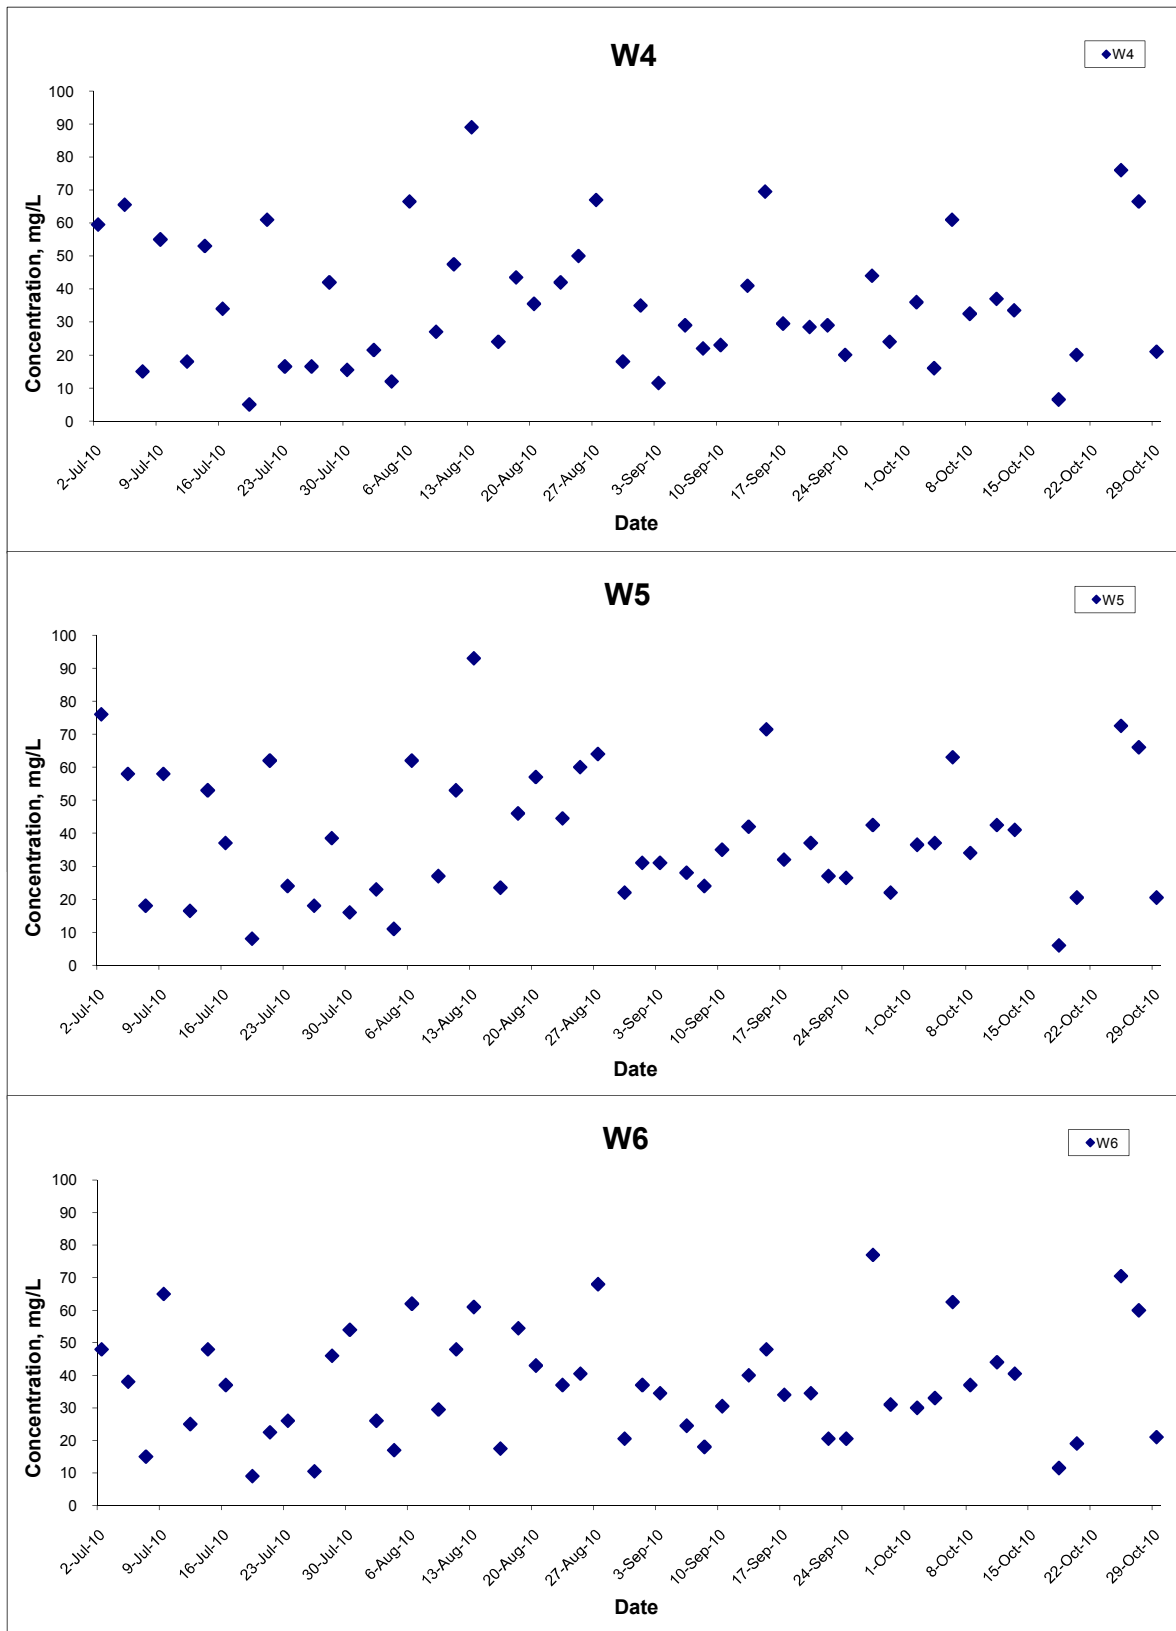 W4
W4
100
90
80
70
60
50
40
30
20
10
0
Concentration, mg/L
2-Jul-10 9-Jul-10 16-Jul-10 23-Jul-10 30-Jul-10 6-Aug-10 13-Aug-10 20-Aug-10 27-Aug-10 3-Sep-10 10-Sep-10 17-Sep-10 24-Sep-10 1-Oct-10 8-Oct-10 15-Oct-10 22-Oct-10 29-Oct-10
Date
W5
W5
100
90
80
70
60
50
40
30
20
10
0
Concentration, mg/L
2-Jul-10 9-Jul-10 16-Jul-10 23-Jul-10 30-Jul-10 6-Aug-10 13-Aug-10 20-Aug-10 27-Aug-10 3-Sep-10 10-Sep-10 17-Sep-10 24-Sep-10 1-Oct-10 8-Oct-10 15-Oct-10 22-Oct-10 29-Oct-10
Date
W6
W6
100
90
80
70
60
50
40
30
20
10
0
Concentration, mg/L
2-Jul-10 9-Jul-10 16-Jul-10 23-Jul-10 30-Jul-10 6-Aug-10 13-Aug-10 20-Aug-10 27-Aug-10 3-Sep-10 10-Sep-10 17-Sep-10 24-Sep-10 1-Oct-10 8-Oct-10 15-Oct-10 22-Oct-10 29-Oct-10
Date